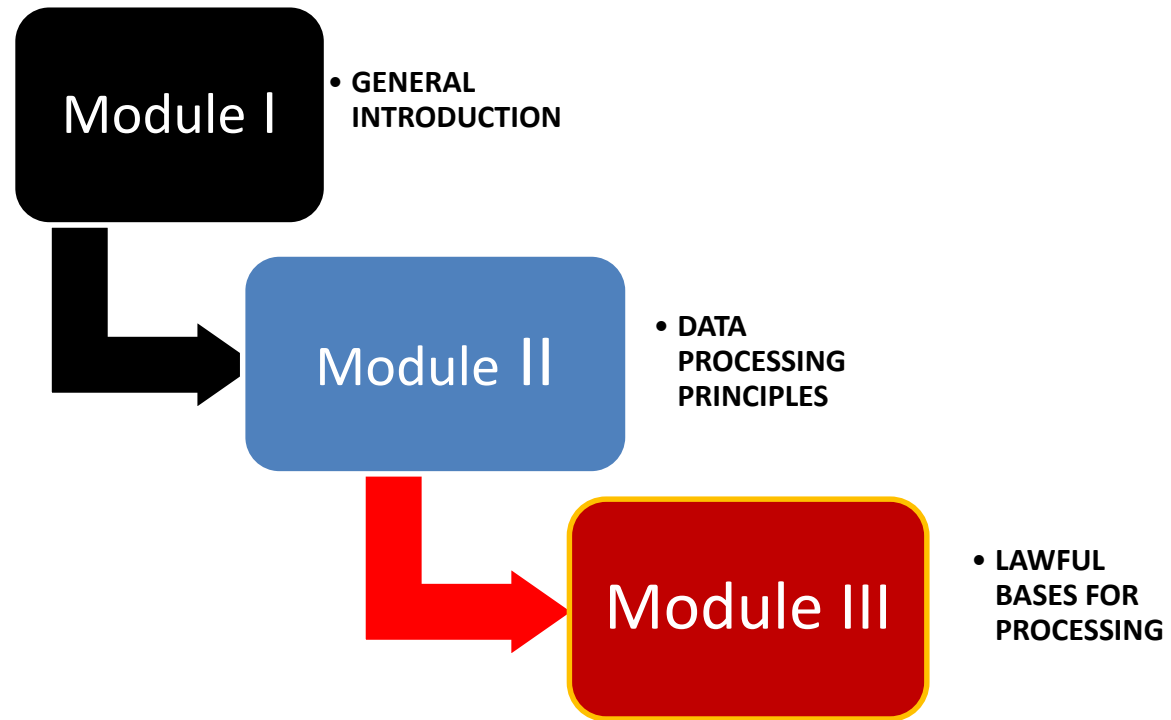 Module I
• GENERAL
INTRODUCTION
Module II
• DATA
PROCESSING
PRINCIPLES
Module III
• LAWFUL
BASES FOR
PROCESSING